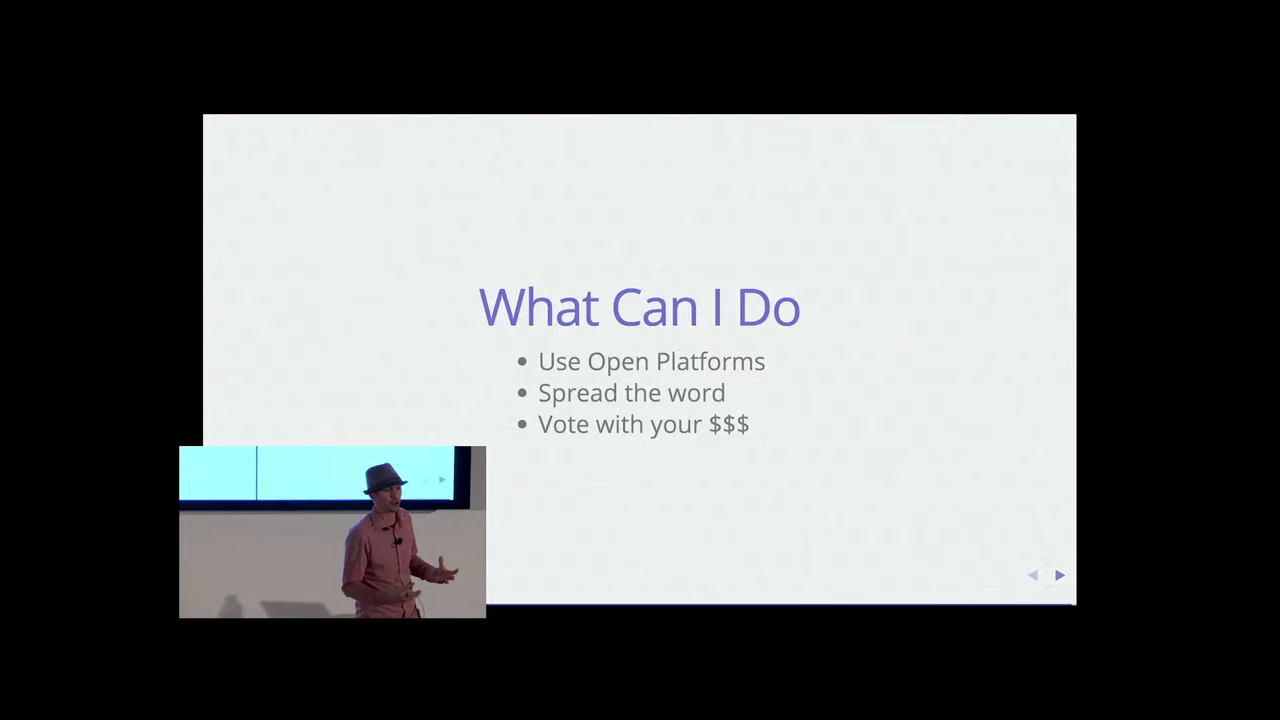 What Can I Do
Use Open Platforms
Spread the word
Vote with your $$$